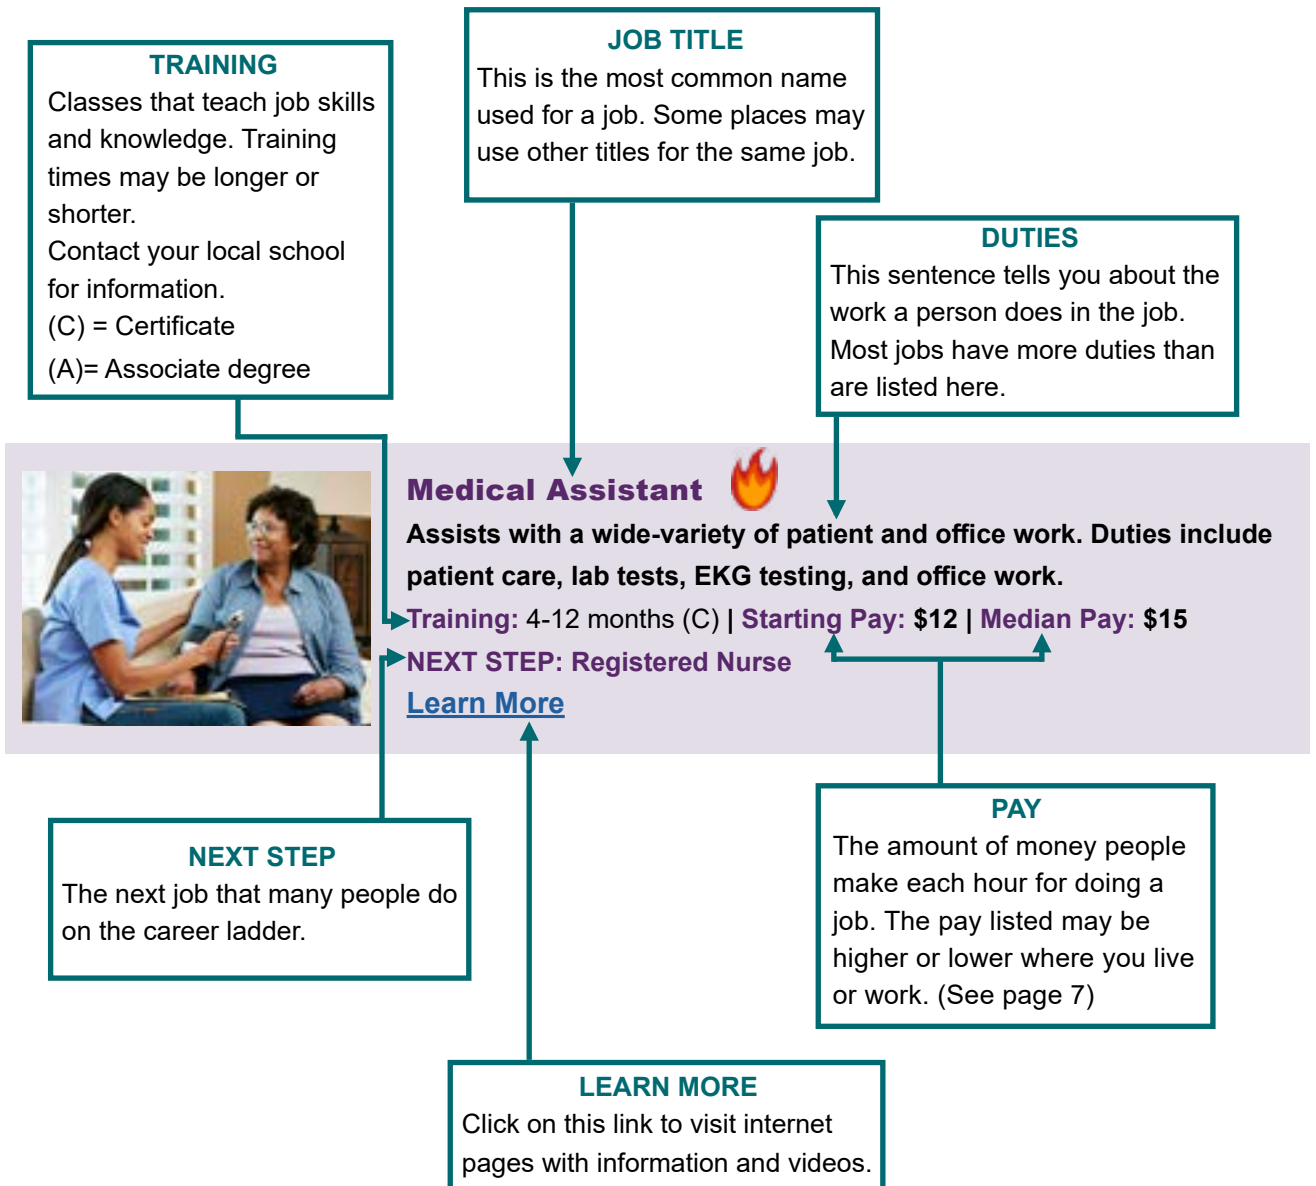 JOB TITLE
This is the most common name
used for a job. Some places may
use other titles for the same job.
TRAINING
Classes that teach job skills
and knowledge. Training
times may be longer or
shorter.
Contact your local school
for information.
(C) = Certificate
(A)= Associate degree
DUTIES
This sentence tells you about the
work a person does in the job.
Most jobs have more duties than
are listed here.
Medical Assistant
Assists with a wide-variety of patient and office work. Duties include
patient care, lab tests, EKG testing, and office work.
Training: 4-12 months (C) | Starting Pay: $12 | Median Pay: $15
NEXT STEP: Registered Nurse
Learn More
NEXT STEP
The next job that many people do
on the career ladder.
PAY
The amount of money people
make each hour for doing a
job. The pay listed may be
higher or lower where you live
or work. (See page 7)
LEARN MORE
Click on this link to visit internet
pages with information and videos.